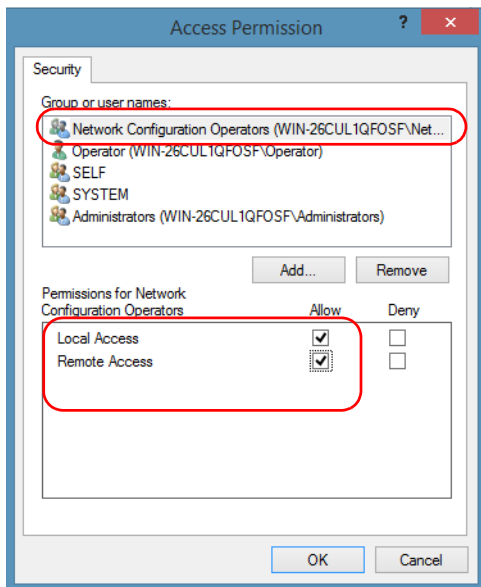 Access Permission
?
×
Security
Group or user names:
Network Configuration Operators (WIN-26CUL1QFOSF\Net...
Operator (WIN-26CUL1QFOSF\Operator)
SELF
SYSTEM
Administrators (WIN-26CUL1QFOSF\Administrators)
Add... Remove
Permissions for Network
Configuration Operators Allow Deny
Local Access
Remote Access
OK Cancel